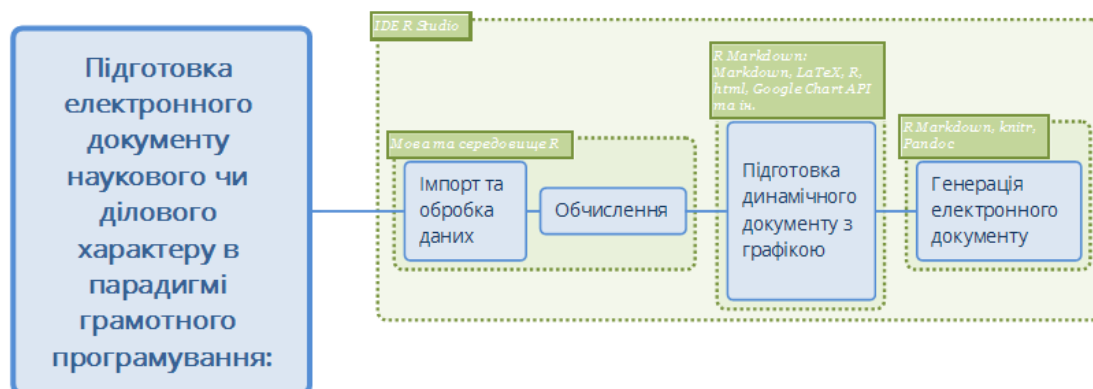 Підготовка
електронного
документу
наукового чи
ділового
характеру в
парадигмі
грамотного
програмування:
IDE R Studio
Мова та середовище R
Імпорт та
обробка
даних
Обчислення
R Markdown:
Markdown, LaTeX, R,
html, Google Chart API
та ін.
Підготовка
динамічного
документу з
графікою
R Markdown, knitr,
Pandoc
Генерація
електронного
документу